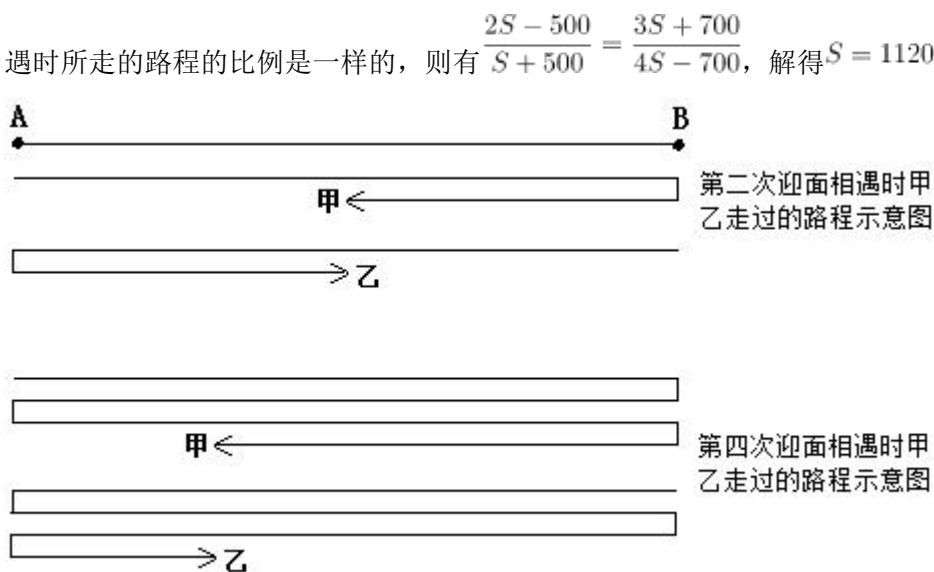 遇时所走的路程的比例是一样的，则有 \frac{2S - 500}{S + 500} = \frac{3S + 700}{4S - 700}，解得 S = 1120
A B
甲
第二次迎面相遇时甲
乙走过的路程示意图
乙
甲
第四次迎面相遇时甲
乙走过的路程示意图
乙